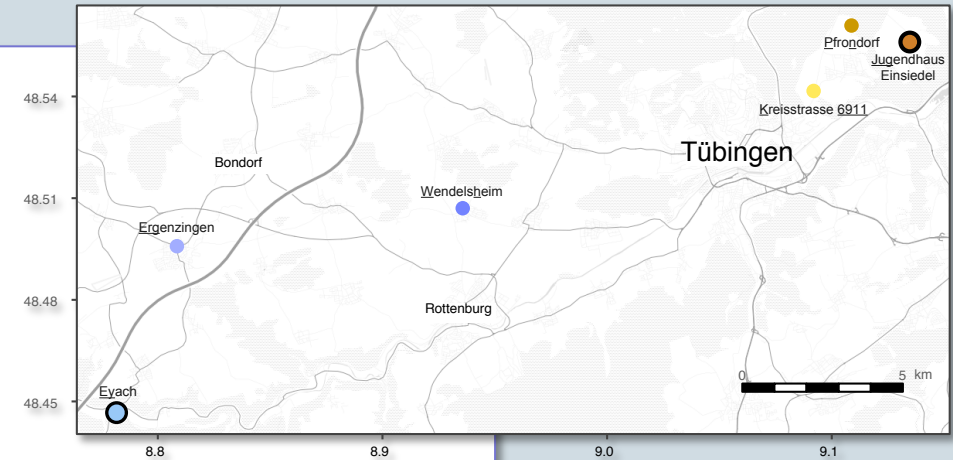 Pfrondorf
Jugendhaus
Einsiedel
48.54
Kreisstrasse 6911
Tübingen
Bondorf
Wendelsheim
48.51
Ergenzingen
48.48
Rottenburg
0 5 km
Eyach
48.45
8.8 8.9 9.0 9.1